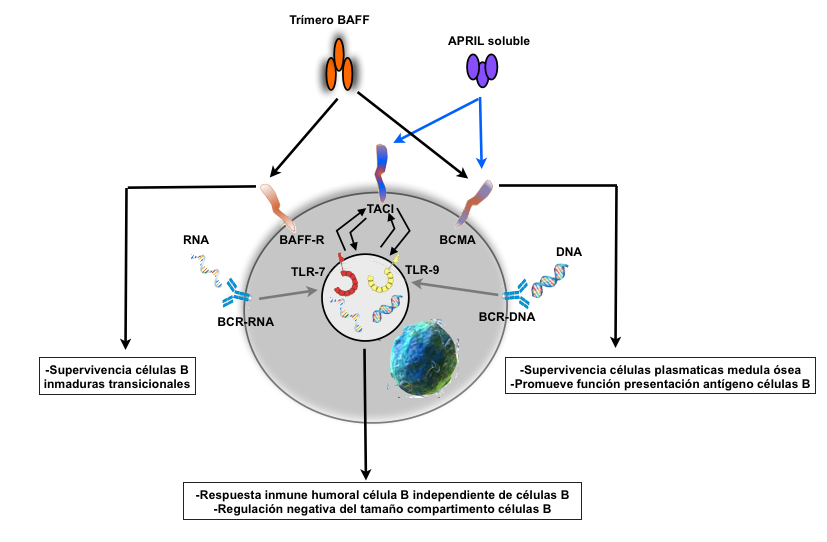 Trímero BAFF
APRIL soluble
TACI
BAFF-R
BCMA
RNA
DNA
TLR-7
TLR-9
BCR-RNA
BCR-DNA
-Supervivencia células B
inmaduras transicionales
-Supervivencia células plasmaticas medula ósea
-Promueve función presentación antígeno células B
-Respuesta inmune humoral célula B independiente de células B
-Regulación negativa del tamaño compartimento células B